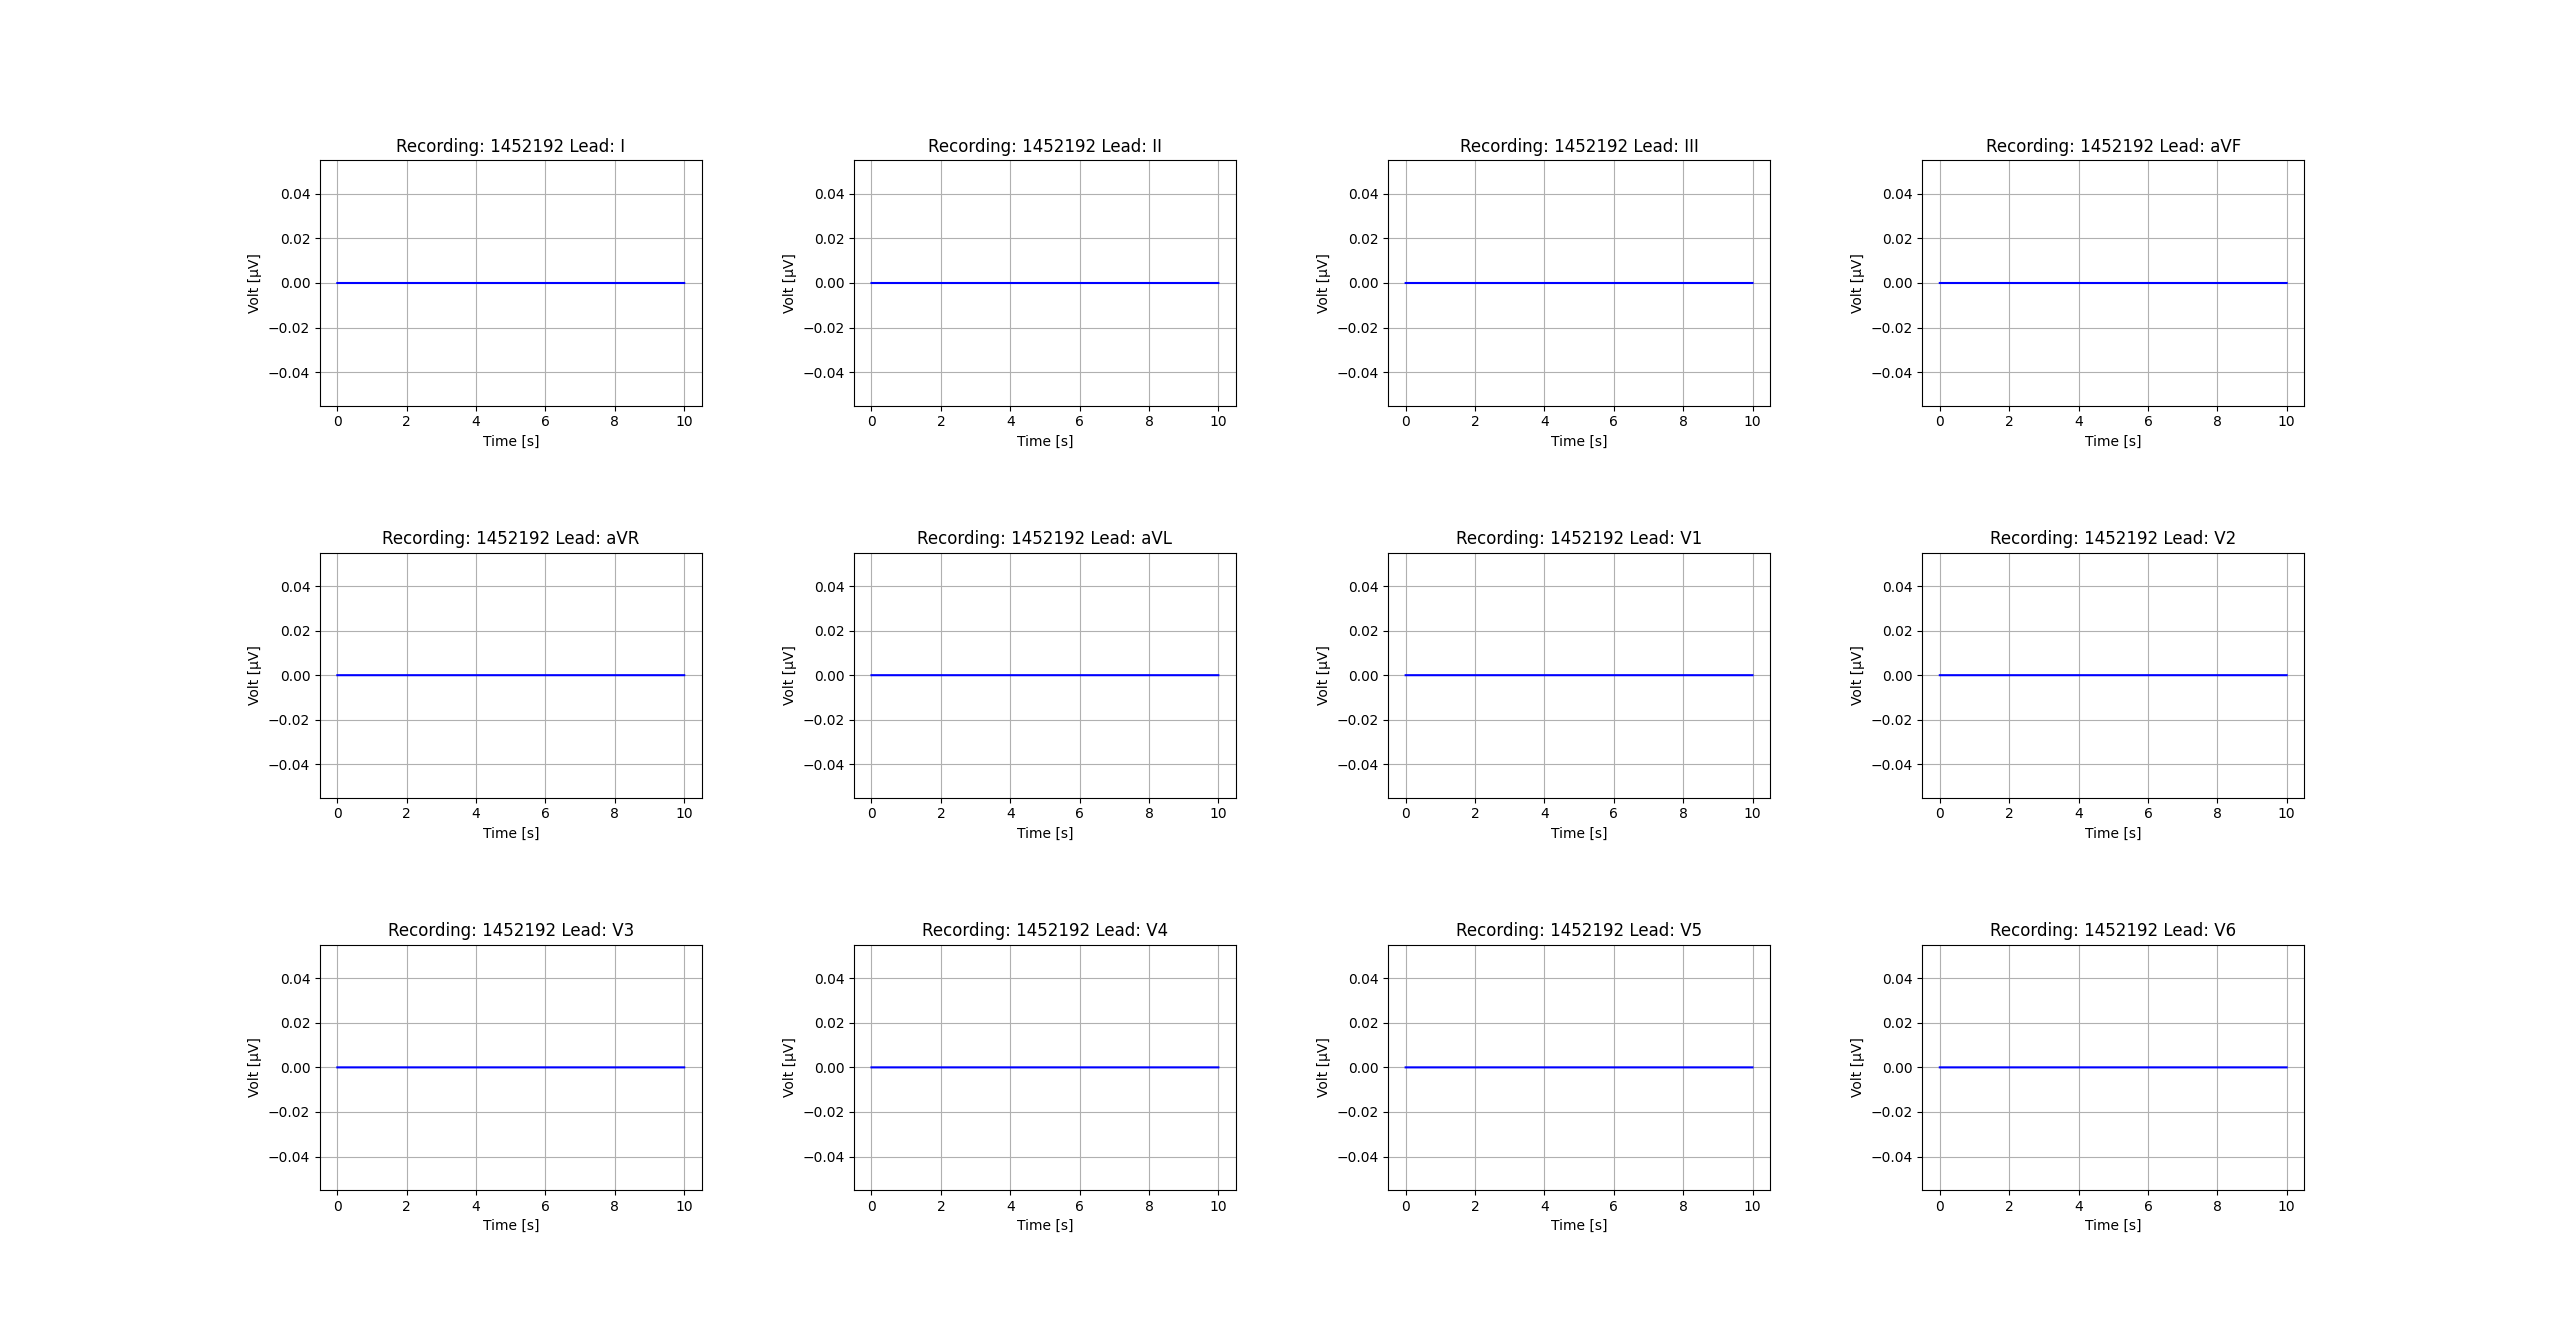 Recording: 1452192 Lead: I
0.04
0.02
0.00
−0.02
−0.04
Volt [µV]
0 2 4 6 8 10
Time [s]
Recording: 1452192 Lead: II
0.04
0.02
0.00
−0.02
−0.04
Volt [µV]
0 2 4 6 8 10
Time [s]
Recording: 1452192 Lead: III
0.04
0.02
0.00
−0.02
−0.04
Volt [µV]
0 2 4 6 8 10
Time [s]
Recording: 1452192 Lead: aVF
0.04
0.02
0.00
−0.02
−0.04
Volt [µV]
0 2 4 6 8 10
Time [s]
Recording: 1452192 Lead: aVR
0.04
0.02
0.00
−0.02
−0.04
Volt [µV]
0 2 4 6 8 10
Time [s]
Recording: 1452192 Lead: aVL
0.04
0.02
0.00
−0.02
−0.04
Volt [µV]
0 2 4 6 8 10
Time [s]
Recording: 1452192 Lead: V1
0.04
0.02
0.00
−0.02
−0.04
Volt [µV]
0 2 4 6 8 10
Time [s]
Recording: 1452192 Lead: V2
0.04
0.02
0.00
−0.02
−0.04
Volt [µV]
0 2 4 6 8 10
Time [s]
Recording: 1452192 Lead: V3
0.04
0.02
0.00
−0.02
−0.04
Volt [µV]
0 2 4 6 8 10
Time [s]
Recording: 1452192 Lead: V4
0.04
0.02
0.00
−0.02
−0.04
Volt [µV]
0 2 4 6 8 10
Time [s]
Recording: 1452192 Lead: V5
0.04
0.02
0.00
−0.02
−0.04
Volt [µV]
0 2 4 6 8 10
Time [s]
Recording: 1452192 Lead: V6
0.04
0.02
0.00
−0.02
−0.04
Volt [µV]
0 2 4 6 8 10
Time [s]